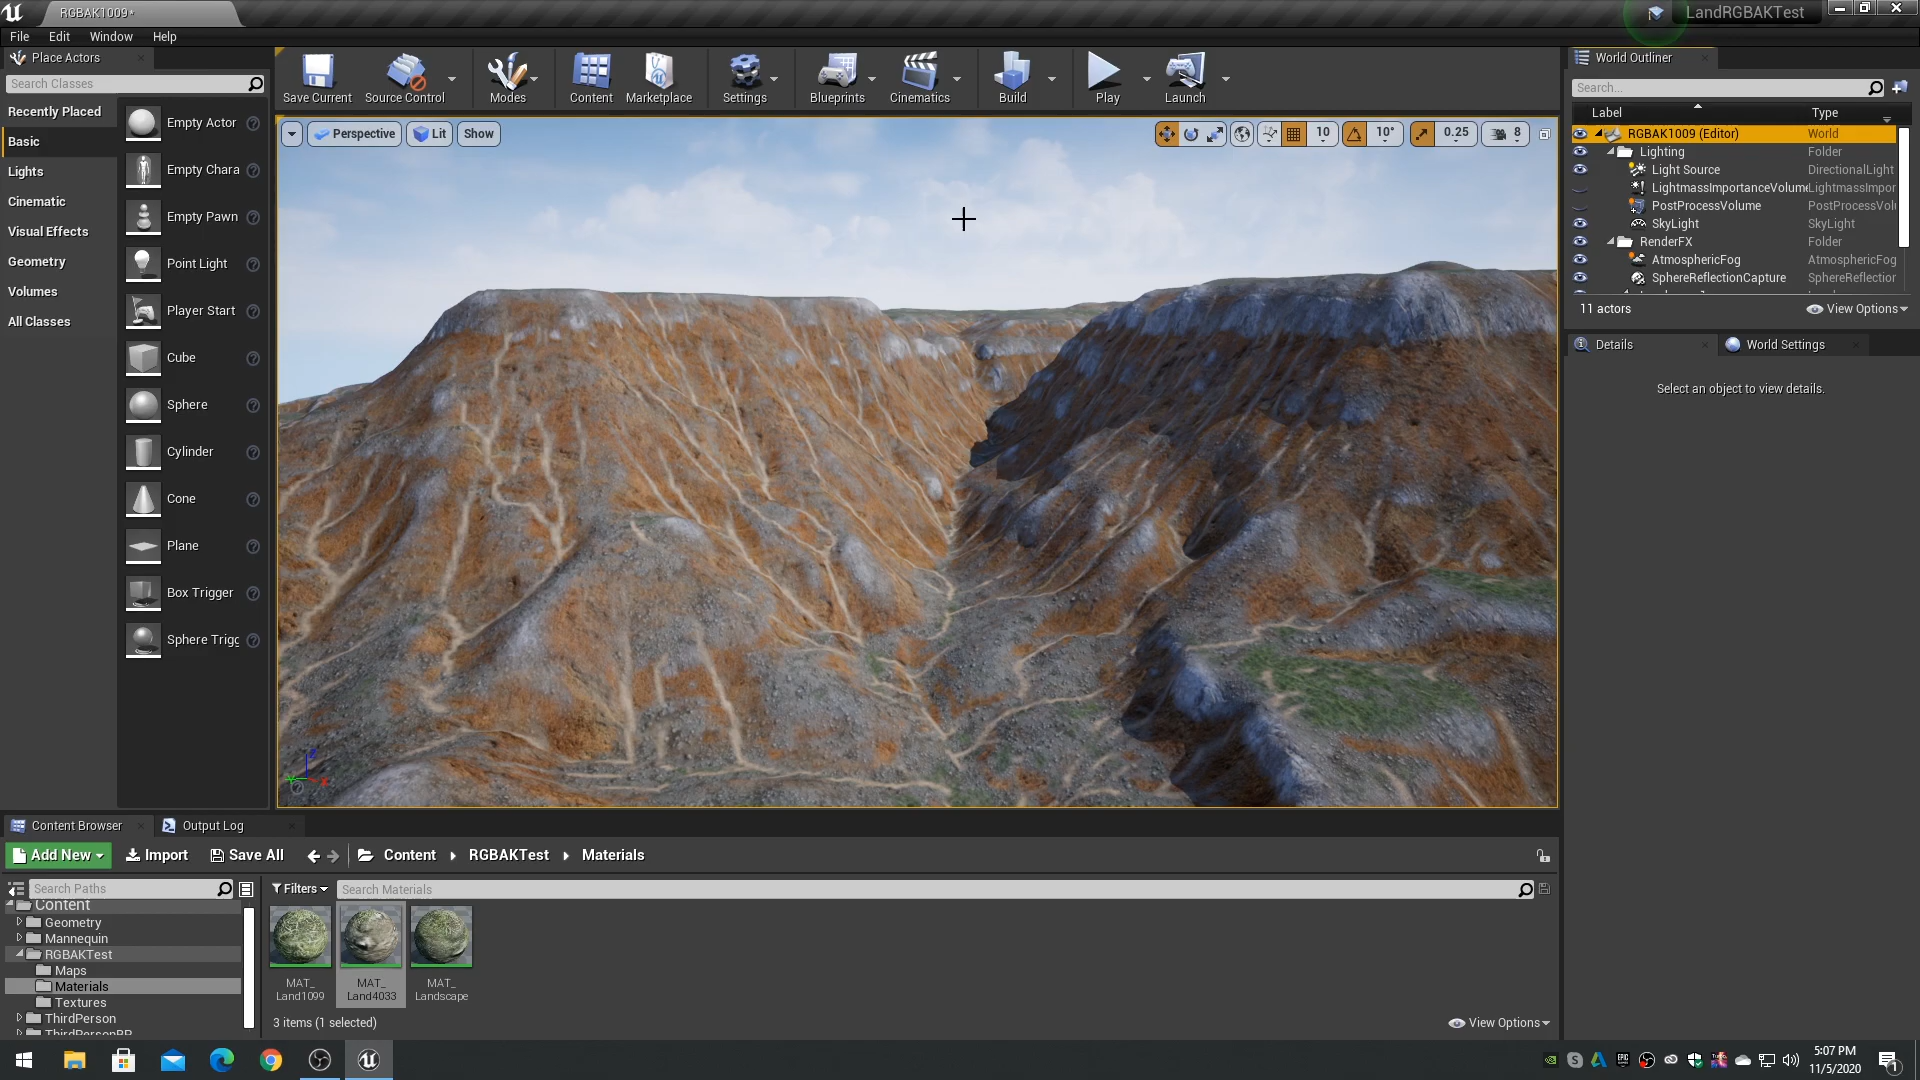 RGBAK1009*
LandRGBAKTest
File Edit Window Help
Place Actors
Search Classes
Recently Placed
Basic
Lights
Cinematic
Visual Effects
Geometry
Volumes
All Classes
Empty Actor
Empty Chara
Empty Pawn
Point Light
Player Start
Cube
Sphere
Cylinder
Cone
Plane
Box Trigger
Sphere Trigg
Save Current Source Control Modes Content Marketplace Settings Blueprints Cinematics Build Play Launch
Perspective Lit Show
10 10° 0.25 8
World Outliner
Search...
Label Type
RGBAK1009 (Editor) World
Lighting Folder
Light Source DirectionalLight
LightmassImportanceVolume LightmassImpor
PostProcessVolume PostProcessVolu
SkyLight SkyLight
RenderFX Folder
AtmosphericFog AtmosphericFog
SphereReflectionCapture SphereReflection
11 actors View Options
Details World Settings
Select an object to view details.
Content Browser Output Log
Add New Import Save All Content RGBAKTest Materials
Search Paths
Filters Search Materials
Content
Geometry
Mannequin
RGBAKTest
Maps
Materials
Textures
ThirdPerson
ThirdPersonBP
MAT_
Land1099
MAT_
Land4033
MAT_
Landscape
3 items (1 selected) View Options
5:07 PM
11/5/2020
1